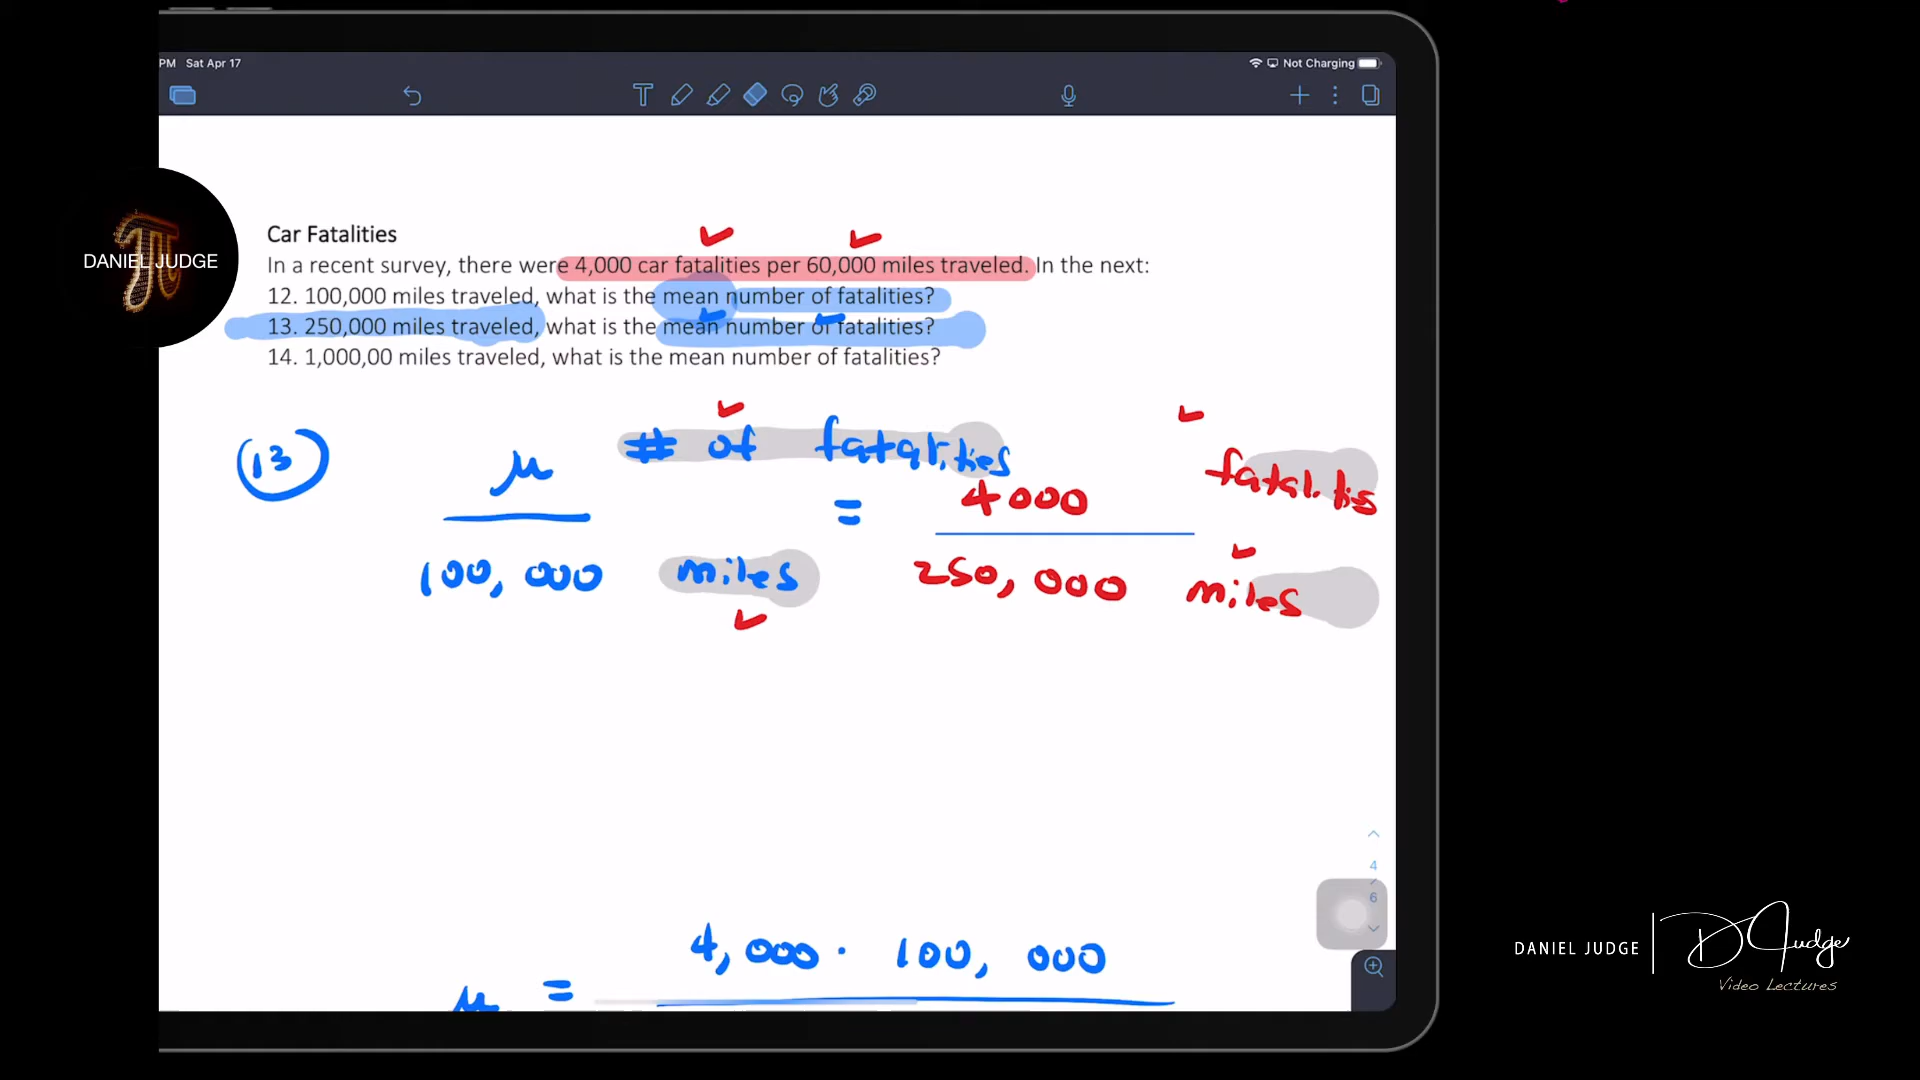 PM Sat Apr 17
Not Charging
DANIEL JUDGE
Car Fatalities
In a recent survey, there were 4,000 car fatalities per 60,000 miles traveled. In the next:
12. 100,000 miles traveled, what is the mean number of fatalities?
13. 250,000 miles traveled, what is the mean number of fatalities?
14. 1,000,00 miles traveled, what is the mean number of fatalities?
13 μ # of fatalities = 4000 fatalities
100,000 miles 250,000 miles
4
6
4,000 · 100,000
μ =
DANIEL JUDGE
DJudge
Video Lectures